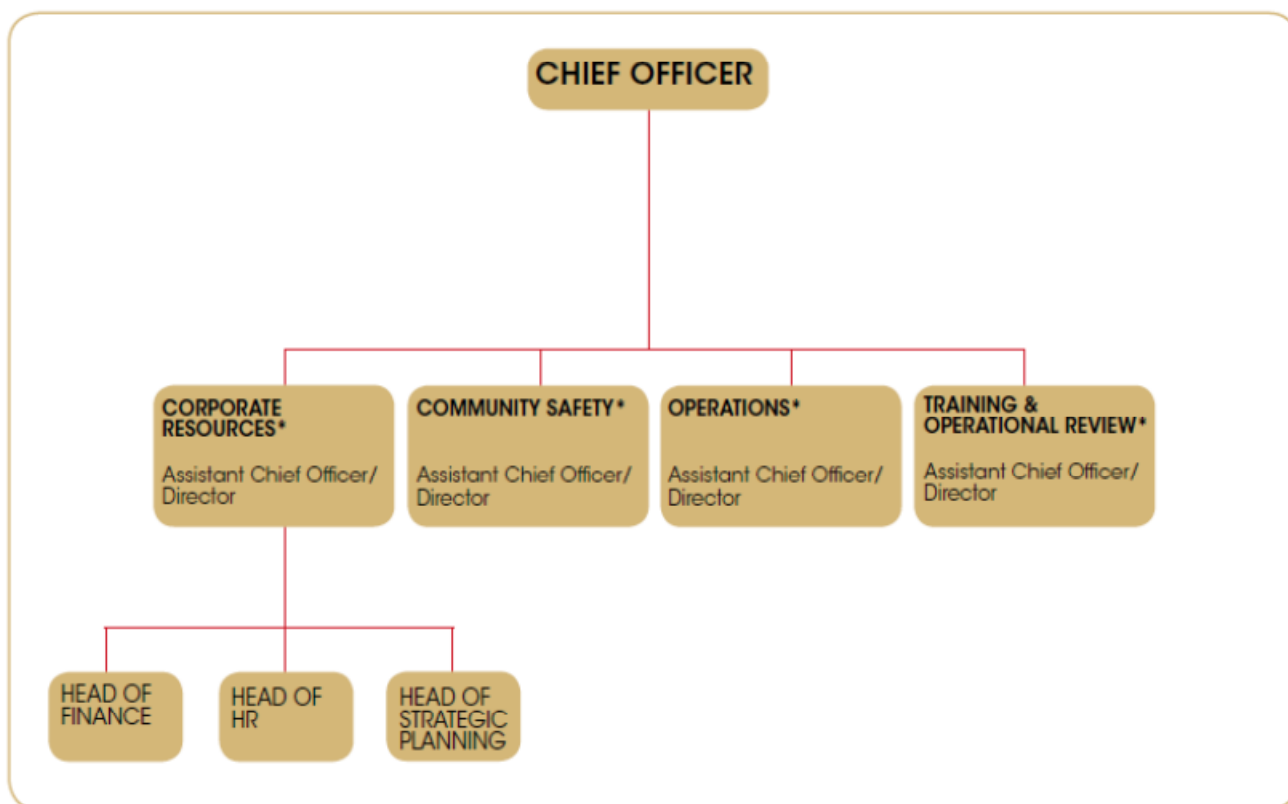 CHIEF OFFICER
CORPORATE
RESOURCES*
Assistant Chief Officer/
Director
COMMUNITY SAFETY*
Assistant Chief Officer/
Director
OPERATIONS*
Assistant Chief Officer/
Director
TRAINING &
OPERATIONAL REVIEW*
Assistant Chief Officer/
Director
HEAD OF
FINANCE
HEAD OF
HR
HEAD OF
STRATEGIC
PLANNING